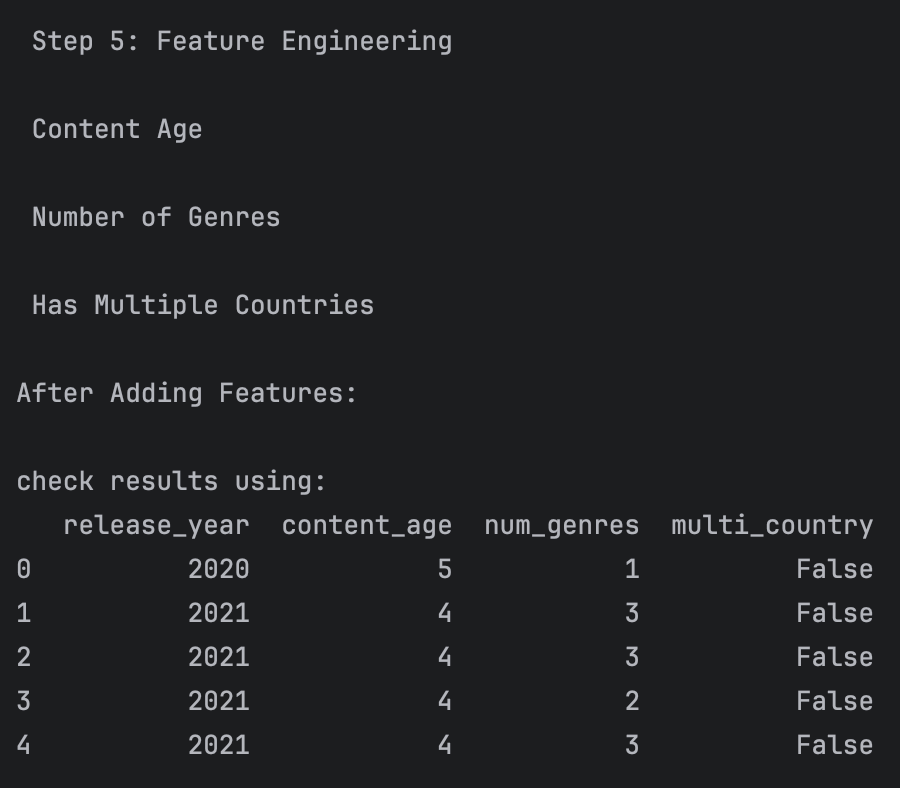 Step 5: Feature Engineering
Content Age
Number of Genres
Has Multiple Countries
After Adding Features:
check results using:
release_year content_age num_genres multi_country
0 2020 5 1 False
1 2021 4 3 False
2 2021 4 3 False
3 2021 4 2 False
4 2021 4 3 False